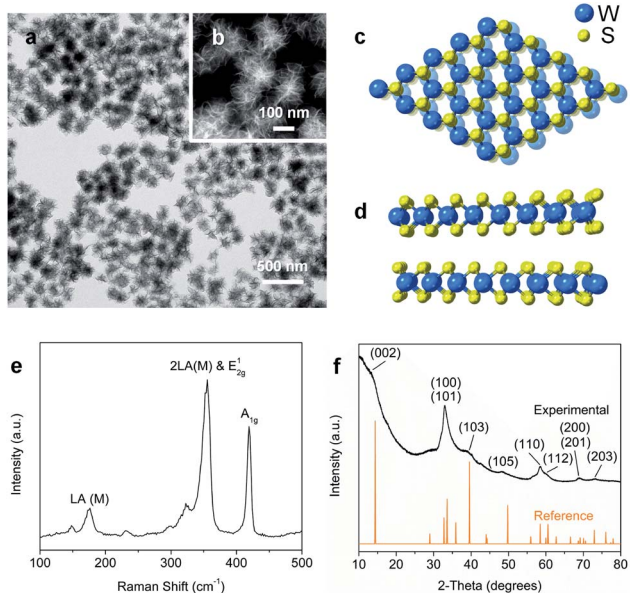 a
500 nm
b
100 nm
c
W
S
d
e
2LA(M) & E¹2g
A1g
LA (M)
Intensity (a.u.)
100 200 300 400 500
Raman Shift (cm⁻¹)
f
(002)
(100)
(101)
(103)
(105)
(110)
(112)
Experimental
(200)
(201)
(203)
Reference
Intensity (a.u.)
10 20 30 40 50 60 70 80
2-Theta (degrees)